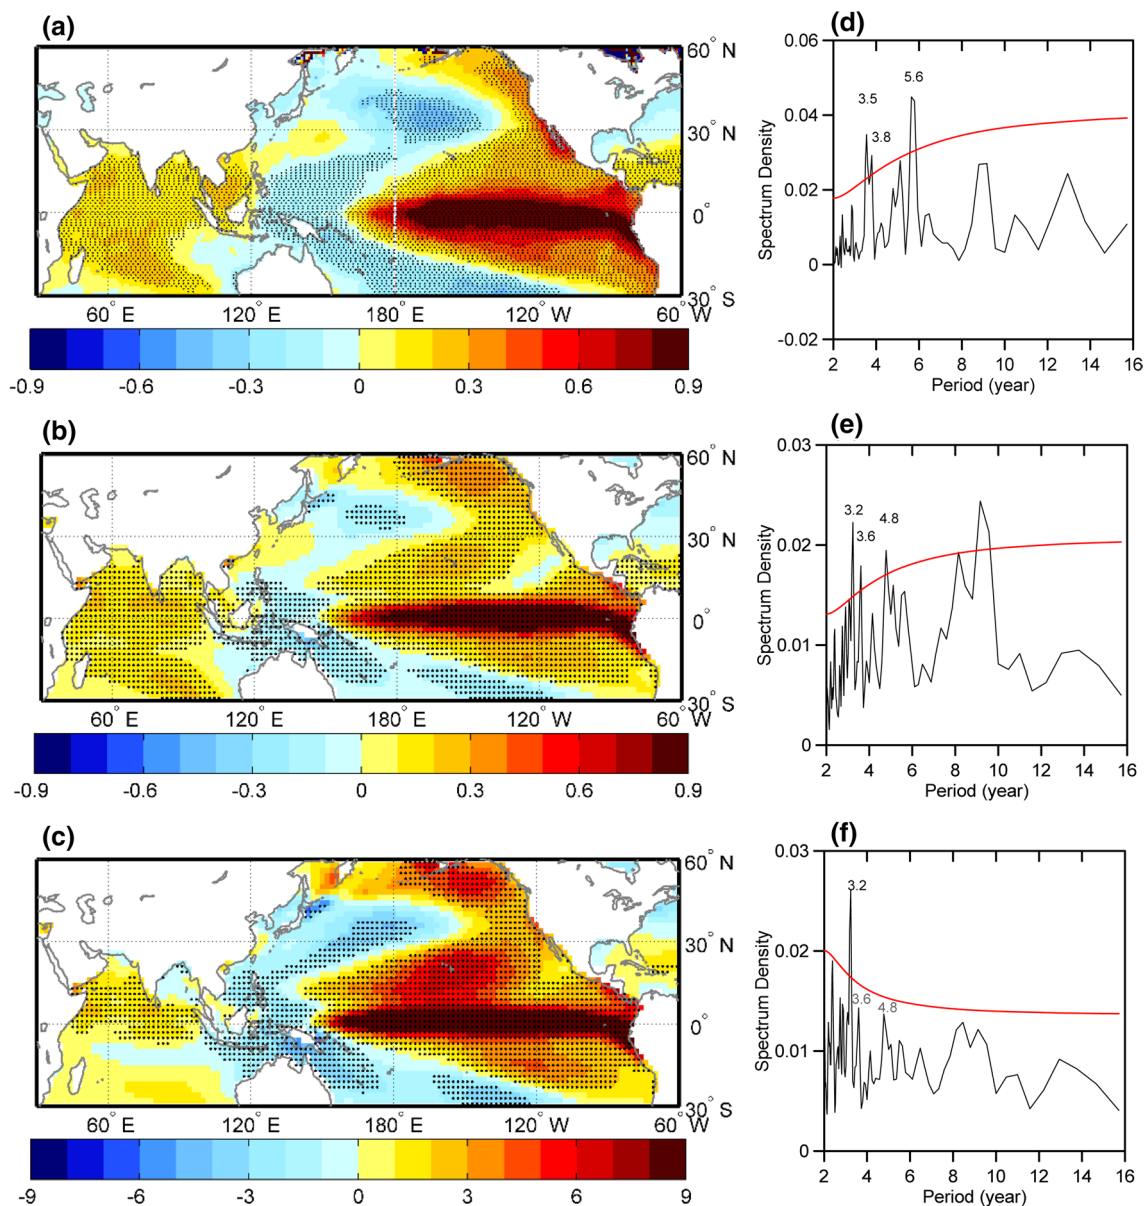 (a)
60° N
30° N
0°
30° S
60° E 120° E 180° E 120° W 60° W
-0.9 -0.6 -0.3 0 0.3 0.6 0.9
(d)
0.06
0.04
0.02
0
-0.02
Spectrum Density
5.6
3.5
3.8
2 4 6 8 10 12 14 16
Period (year)
(b)
60° N
30° N
0°
30° S
60° E 120° E 180° E 120° W 60° W
-0.9 -0.6 -0.3 0 0.3 0.6 0.9
(e)
0.03
0.02
0.01
0
Spectrum Density
3.2
4.8
3.6
2 4 6 8 10 12 14 16
Period (year)
(c)
60° N
30° N
0°
30° S
60° E 120° E 180° E 120° W 60° W
-9 -6 -3 0 3 6 9
(f)
0.03
0.02
0.01
0
Spectrum Density
3.2
3.6
4.8
2 4 6 8 10 12 14 16
Period (year)